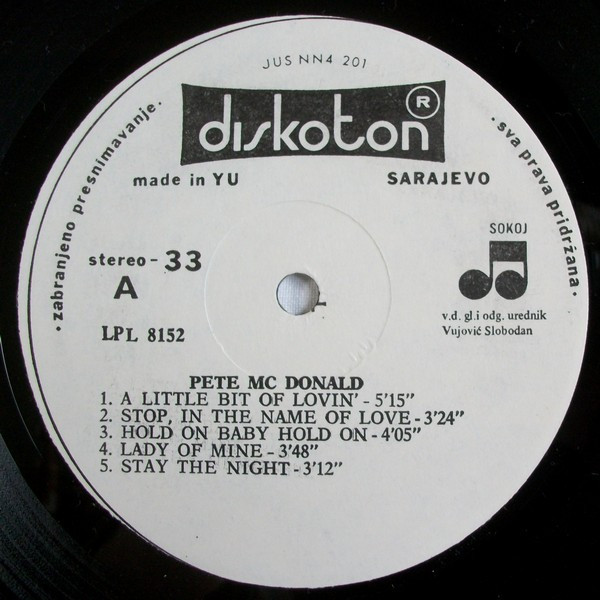 JUS NN4 201
diskoton ®
made in YU
SARAJEVO
· zabranjeno presnimavanje ·
· sva prava pridržana ·
stereo - 33
A
LPL 8152
SOKOJ
v.d. gl.i odg. urednik
Vujović Slobodan
PETE MC DONALD
1. A LITTLE BIT OF LOVIN' - 5'15"
2. STOP, IN THE NAME OF LOVE - 3'24"
3. HOLD ON BABY HOLD ON - 4'05"
4. LADY OF MINE - 3'48"
5. STAY THE NIGHT - 3'12"